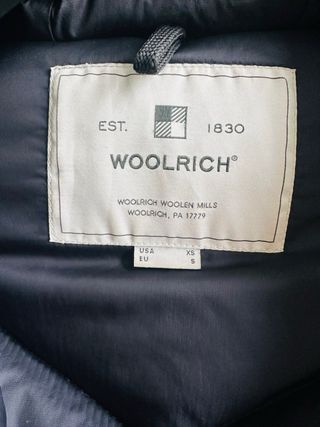 EST. 1830
WOOLRICH®
WOOLRICH WOOLEN MILLS
WOOLRICH, PA 17779
USA XS
EU S